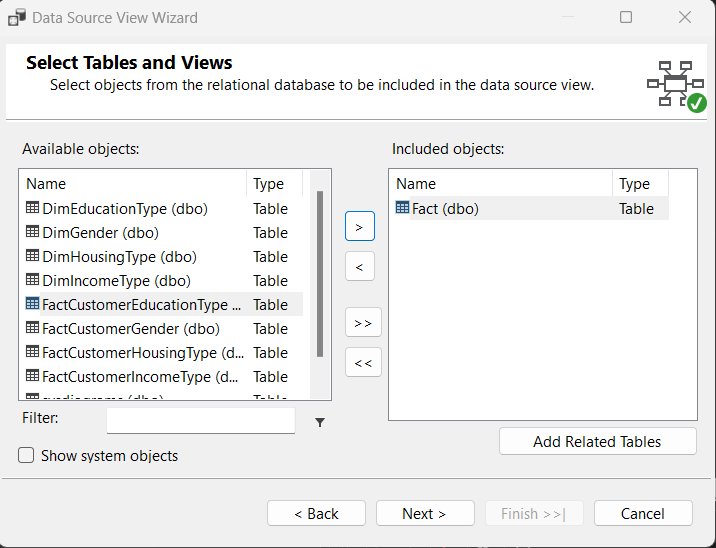 Data Source View Wizard
Select Tables and Views
Select objects from the relational database to be included in the data source view.
Available objects:
Name Type
DimEducationType (dbo) Table
DimGender (dbo) Table
DimHousingType (dbo) Table
DimIncomeType (dbo) Table
FactCustomerEducationType ... Table
FactCustomerGender (dbo) Table
FactCustomerHousingType (d... Table
FactCustomerIncomeType (d... Table
sysdiagrams (dbo) Table
Filter:
Show system objects
>
<
>>
<<
Included objects:
Name Type
Fact (dbo) Table
Add Related Tables
< Back
Next >
Finish >>|
Cancel